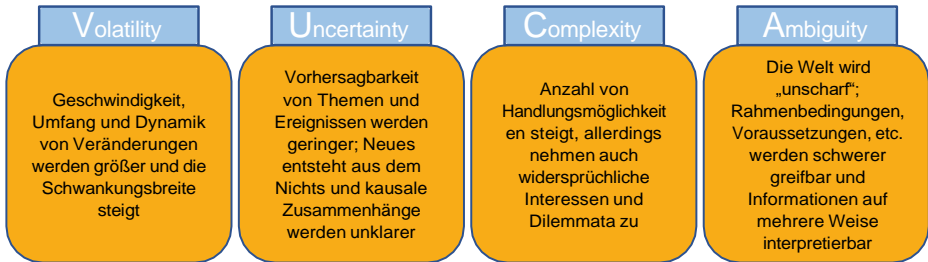 Volatility
Geschwindigkeit,
Umfang und Dynamik
von Veränderungen
werden größer und die
Schwankungsbreite
steigt
Uncertainty
Vorhersagbarkeit
von Themen und
Ereignissen werden
geringer; Neues
entsteht aus dem
Nichts und kausale
Zusammenhänge
werden unklarer
Complexity
Anzahl von
Handlungsmöglichkeit
en steigt, allerdings
nehmen auch
widersprüchliche
Interessen und
Dilemmata zu
Ambiguity
Die Welt wird
„unscharf“;
Rahmenbedingungen,
Voraussetzungen, etc.
werden schwerer
greifbar und
Informationen auf
mehrere Weise
interpretierbar